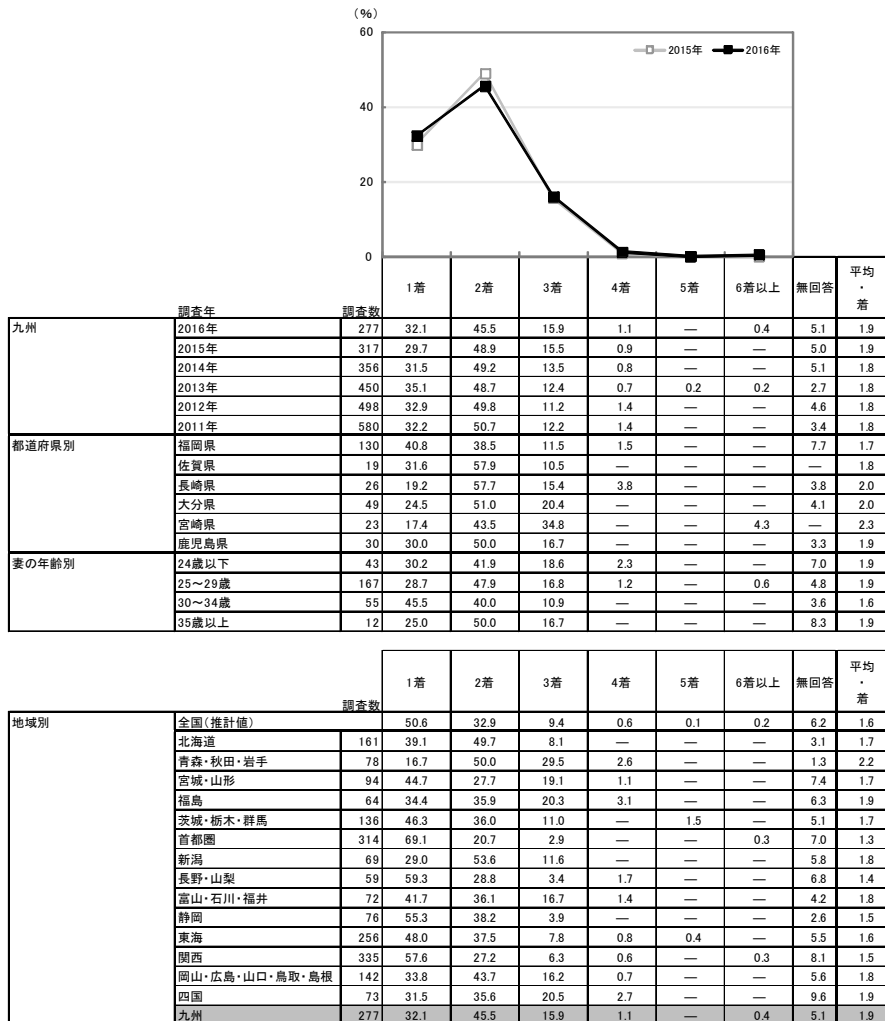 (%)
60
2015年 2016年
40
20
0
調査年 調査数 1着 2着 3着 4着 5着 6着以上 無回答 平均・着
九州 2016年 277 32.1 45.5 15.9 1.1 — 0.4 5.1 1.9
2015年 317 29.7 48.9 15.5 0.9 — — 5.0 1.9
2014年 356 31.5 49.2 13.5 0.8 — — 5.1 1.8
2013年 450 35.1 48.7 12.4 0.7 0.2 0.2 2.7 1.8
2012年 498 32.9 49.8 11.2 1.4 — — 4.6 1.8
2011年 580 32.2 50.7 12.2 1.4 — — 3.4 1.8
都道府県別 福岡県 130 40.8 38.5 11.5 1.5 — — 7.7 1.7
佐賀県 19 31.6 57.9 10.5 — — — — 1.8
長崎県 26 19.2 57.7 15.4 3.8 — — 3.8 2.0
大分県 49 24.5 51.0 20.4 — — — 4.1 2.0
宮崎県 23 17.4 43.5 34.8 — — 4.3 — 2.3
鹿児島県 30 30.0 50.0 16.7 — — — 3.3 1.9
妻の年齢別 24歳以下 43 30.2 41.9 18.6 2.3 — — 7.0 1.9
25～29歳 167 28.7 47.9 16.8 1.2 — 0.6 4.8 1.9
30～34歳 55 45.5 40.0 10.9 — — — 3.6 1.6
35歳以上 12 25.0 50.0 16.7 — — — 8.3 1.9
調査数 1着 2着 3着 4着 5着 6着以上 無回答 平均・着
地域別 全国(推計値) 50.6 32.9 9.4 0.6 0.1 0.2 6.2 1.6
北海道 161 39.1 49.7 8.1 — — — 3.1 1.7
青森・秋田・岩手 78 16.7 50.0 29.5 2.6 — — 1.3 2.2
宮城・山形 94 44.7 27.7 19.1 1.1 — — 7.4 1.7
福島 64 34.4 35.9 20.3 3.1 — — 6.3 1.9
茨城・栃木・群馬 136 46.3 36.0 11.0 — 1.5 — 5.1 1.7
首都圏 314 69.1 20.7 2.9 — — 0.3 7.0 1.3
新潟 69 29.0 53.6 11.6 — — — 5.8 1.8
長野・山梨 59 59.3 28.8 3.4 1.7 — — 6.8 1.4
富山・石川・福井 72 41.7 36.1 16.7 1.4 — — 4.2 1.8
静岡 76 55.3 38.2 3.9 — — — 2.6 1.5
東海 256 48.0 37.5 7.8 0.8 0.4 — 5.5 1.6
関西 335 57.6 27.2 6.3 0.6 — 0.3 8.1 1.5
岡山・広島・山口・鳥取・島根 142 33.8 43.7 16.2 0.7 — — 5.6 1.8
四国 73 31.5 35.6 20.5 2.7 — — 9.6 1.9
九州 277 32.1 45.5 15.9 1.1 — 0.4 5.1 1.9